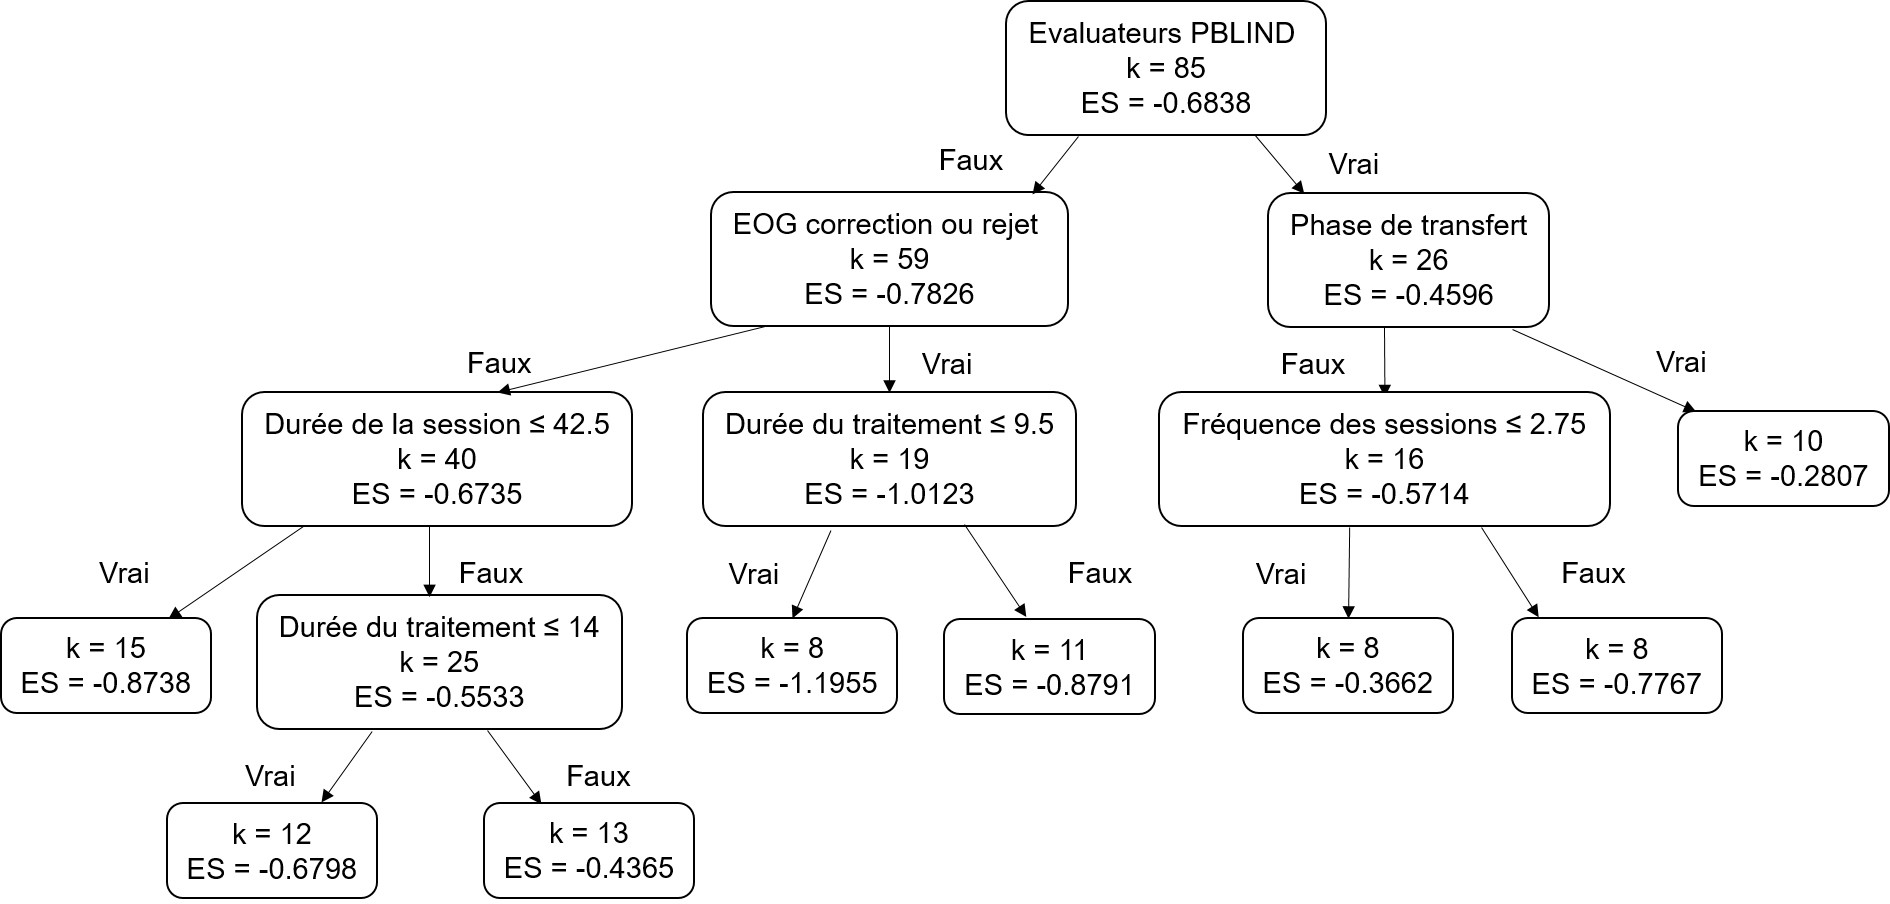 Evaluateurs PBLIND
k = 85
ES = -0.6838
Faux
Vrai
EOG correction ou rejet
k = 59
ES = -0.7826
Phase de transfert
k = 26
ES = -0.4596
Faux
Vrai
Faux
Vrai
Durée de la session ≤ 42.5
k = 40
ES = -0.6735
Durée du traitement ≤ 9.5
k = 19
ES = -1.0123
Fréquence des sessions ≤ 2.75
k = 16
ES = -0.5714
k = 10
ES = -0.2807
Vrai
Faux
Vrai
Faux
Vrai
Faux
k = 15
ES = -0.8738
Durée du traitement ≤ 14
k = 25
ES = -0.5533
k = 8
ES = -1.1955
k = 11
ES = -0.8791
k = 8
ES = -0.3662
k = 8
ES = -0.7767
Vrai
Faux
k = 12
ES = -0.6798
k = 13
ES = -0.4365